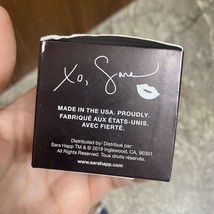 xo, Sara
MADE IN THE USA. PROUDLY.
FABRIQUÉ AUX ÉTATS-UNIS.
AVEC FIERTÉ.
Distributed by/ Distribué par:
Sara Happ TM & © 2019 Inglewood, CA, 90301
All Rights Reserved. Tous droits réservés.
www.sarahapp.com